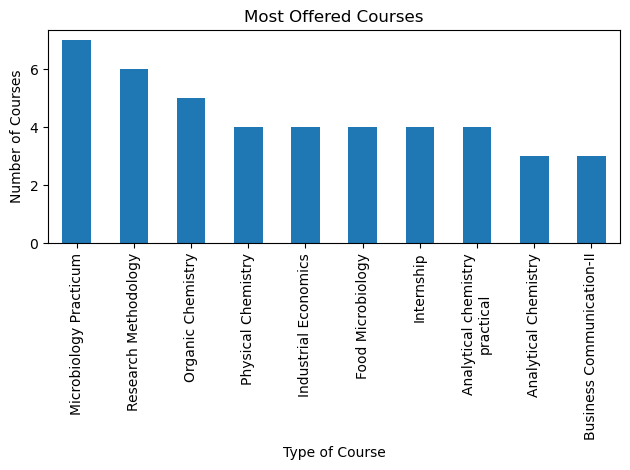 Most Offered Courses
Number of Courses
6
4
2
0
Microbiology Practicum
Research Methodology
Organic Chemistry
Physical Chemistry
Industrial Economics
Food Microbiology
Internship
Analytical chemistry
practical
Analytical Chemistry
Business Communication-II
Type of Course